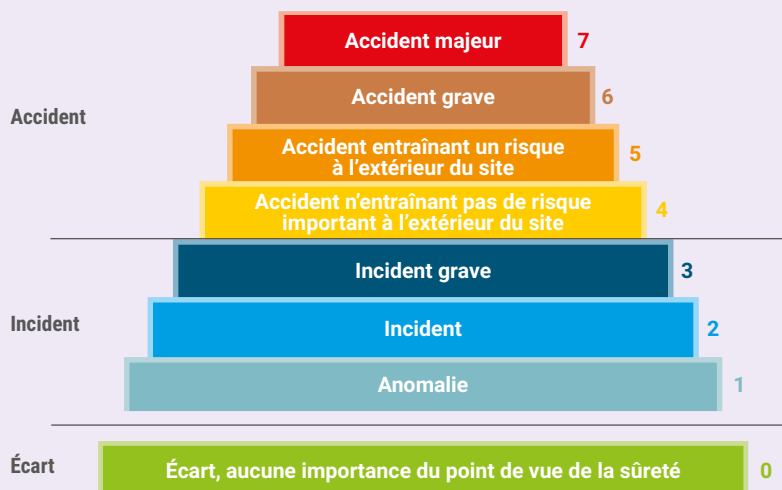 Accident majeur 7
Accident grave 6
Accident
Accident entraînant un risque
à l’extérieur du site 5
Accident n’entraînant pas de risque
important à l’extérieur du site 4
Incident grave 3
Incident
Incident 2
Anomalie 1
Écart
Écart, aucune importance du point de vue de la sûreté 0